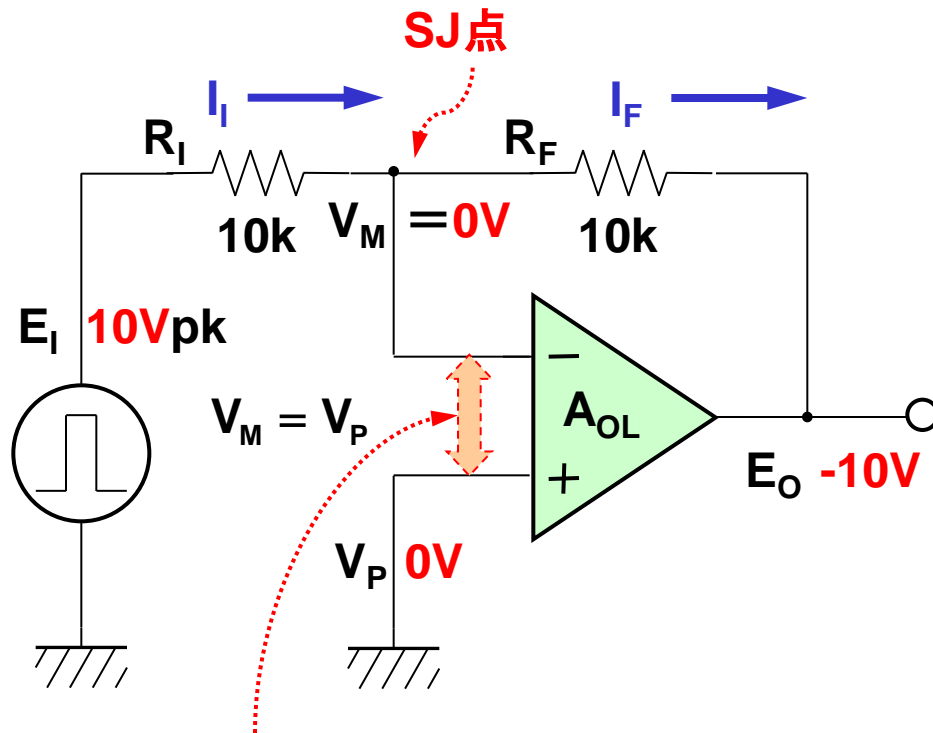 SJ点
I_I
I_F
R_I
R_F
10k
V_M =0V
10k
E_I 10Vpk
−
V_M = V_P
A_OL
+
E_O -10V
V_P 0V